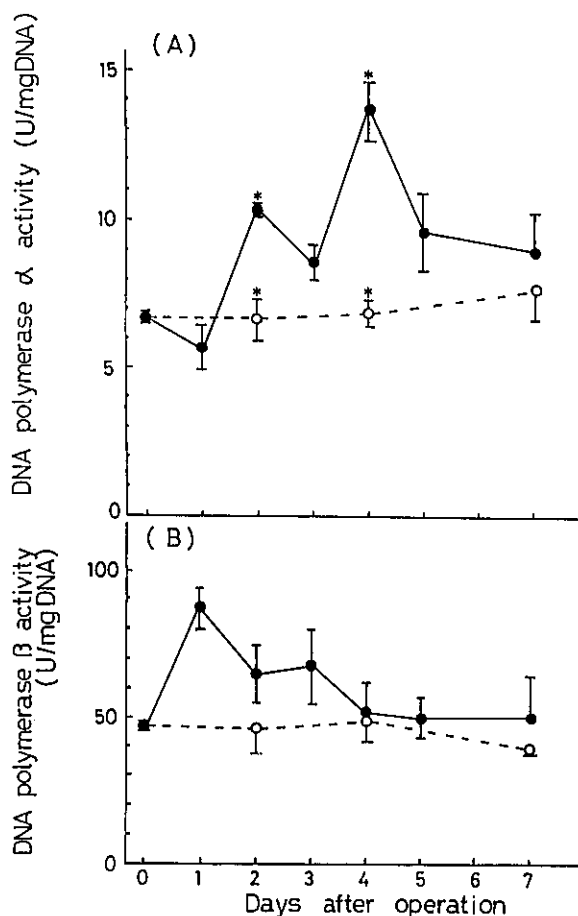 (A)
DNA polymerase α activity (U/mgDNA)
15
10
5
0
*
*
*
*
(B)
DNA polymerase β activity
(U/mgDNA)
100
50
0
0 1 2 3 4 5 6 7
Days after operation